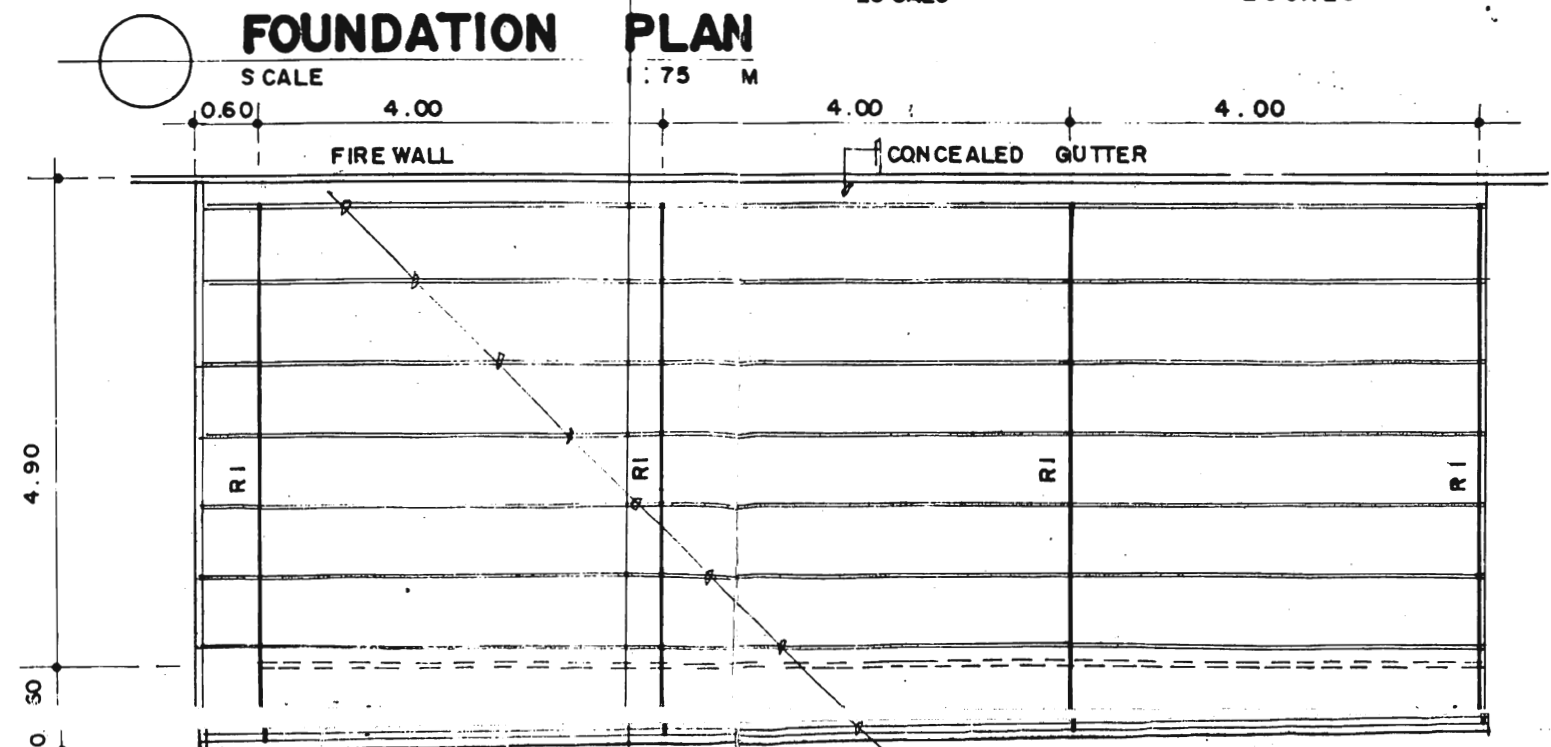 FOUNDATION PLAN
SCALE 1:75 M
0.60 4.00 4.00 4.00
FIRE WALL CONCEALED GUTTER
4.90
R1 R1 R1 R1